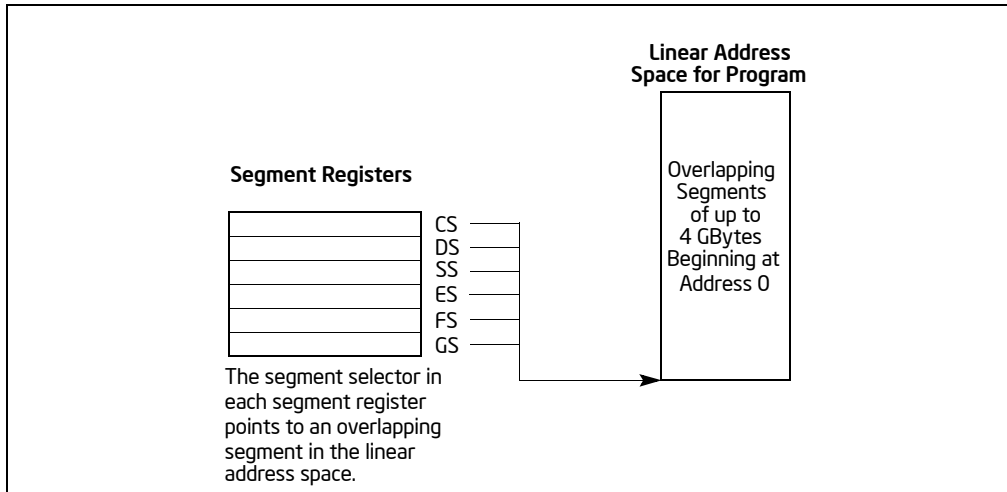 Linear Address
Space for Program
Overlapping
Segments
of up to
4 GBytes
Beginning at
Address 0
Segment Registers
CS
DS
SS
ES
FS
GS
The segment selector in
each segment register
points to an overlapping
segment in the linear
address space.